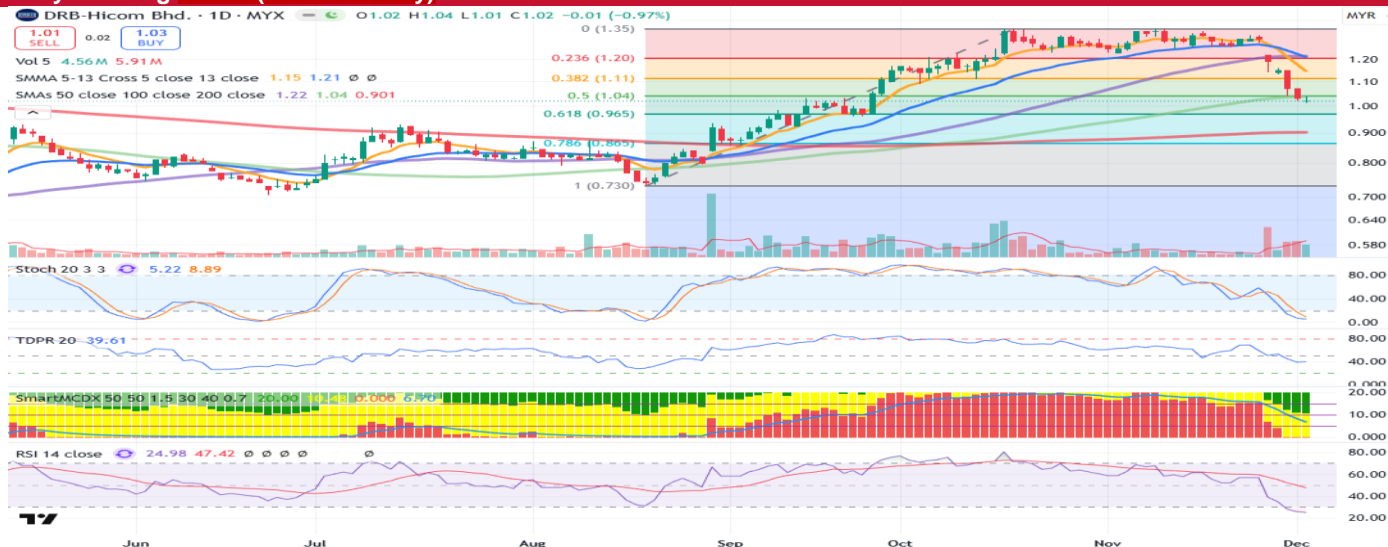 DRB-Hicom Bhd. · 1D · MYX O1.02 H1.04 L1.01 C1.02 −0.01 (−0.97%)
MYR
1.01
SELL
0.02
1.03
BUY
Vol 5 4.56M 5.91M
SMMA 5-13 Cross 5 close 13 close 1.15 1.21 Ø Ø
SMAs 50 close 100 close 200 close 1.22 1.04 0.901
0 (1.35)
0.236 (1.20)
0.382 (1.11)
0.5 (1.04)
0.618 (0.965)
0.786 (0.865)
1 (0.730)
1.20
1.10
1.00
0.900
0.800
0.700
0.640
0.580
Stoch 20 3 3 5.22 8.89
80.00
40.00
0.00
TDPR 20 39.61
80.00
40.00
0.000
SmartMCDX 50 50 1.5 30 40 0.7 20.00 0.000 6.70
20.00
10.00
0.000
RSI 14 close 24.98 47.42 Ø Ø Ø Ø Ø
80.00
60.00
40.00
20.00
Jun Jul Aug Sep Oct Nov Dec